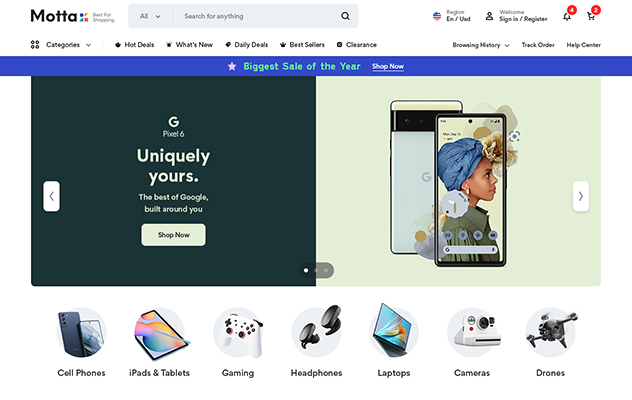 Motta
Best For
Shopping
All
Search for anything
Region
En / Usd
Welcome
Sign in / Register
4
2
Categories
Hot Deals
What's New
Daily Deals
Best Sellers
Clearance
Browsing History
Track Order
Help Center
Biggest Sale of the Year
Shop Now
G
Pixel 6
Uniquely
yours.
The best of Google,
built around you
Shop Now
G
G
Cell Phones
iPads & Tablets
Gaming
Headphones
Laptops
Cameras
Drones